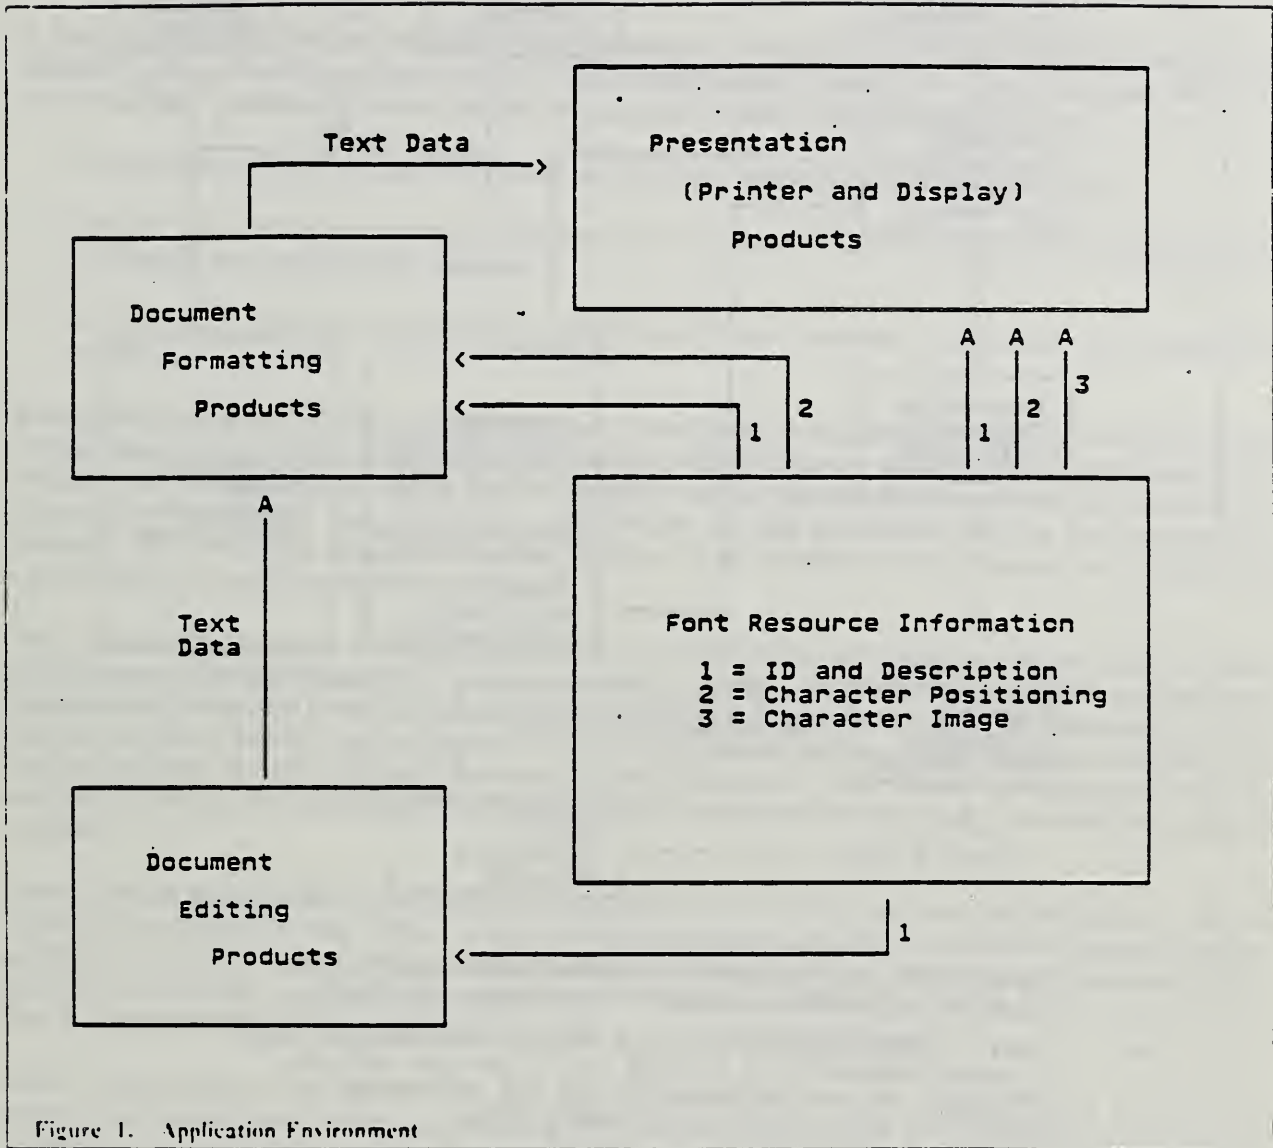 Text Data
Presentation
(Printer and Display)
Products
Document
Formatting
Products
<
<
2
1
A A A
1
2
3
A
Text
Data
Font Resource Information
1 = ID and Description
2 = Character Positioning
3 = Character Image
Document
Editing
Products
<
1
Figure 1. Application Environment